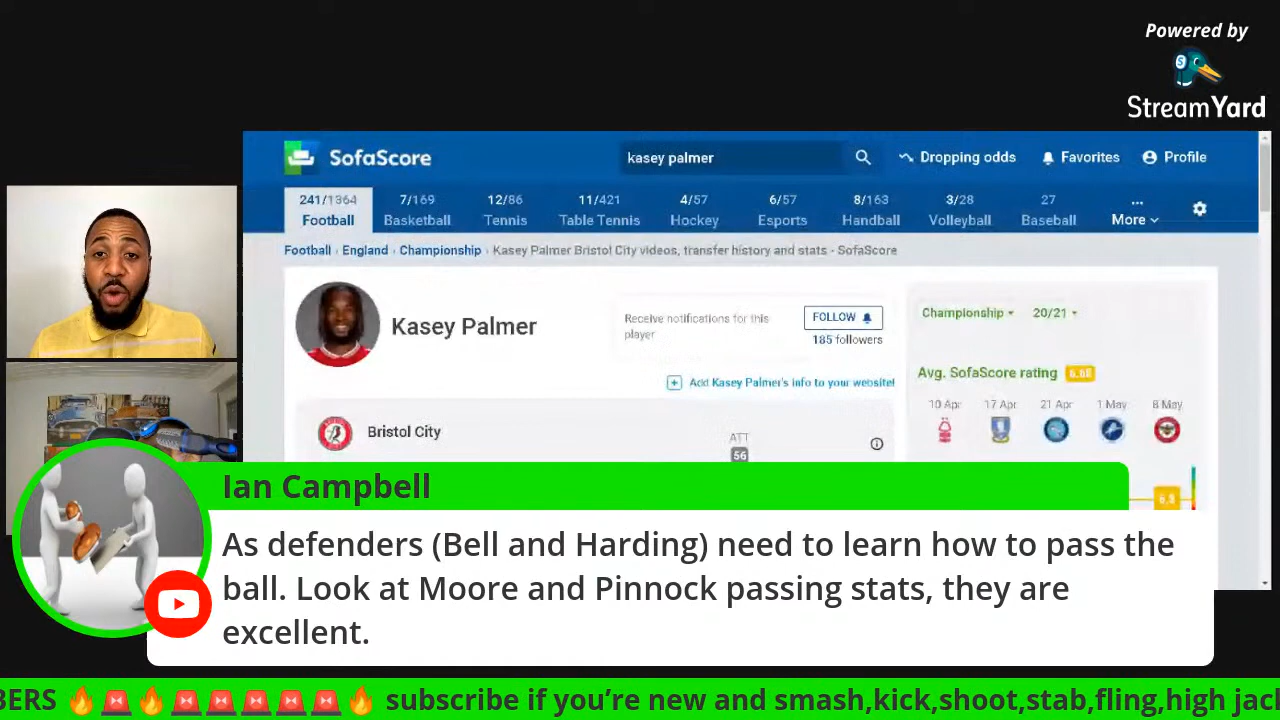 Powered by
StreamYard
SofaScore
kasey palmer
Dropping odds
Favorites
Profile
241/1364
Football
7/169
Basketball
12/86
Tennis
11/421
Table Tennis
4/57
Hockey
6/57
Esports
8/163
Handball
3/28
Volleyball
27
Baseball
...
More
Football › England › Championship › Kasey Palmer Bristol City videos, transfer history and stats - SofaScore
Kasey Palmer
Receive notifications for this
player
FOLLOW
185 followers
+ Add Kasey Palmer's info to your website!
Bristol City
ATT
56
Championship
20/21
Avg. SofaScore rating 6.68
10 Apr
17 Apr
21 Apr
1 May
8 May
6.9
Ian Campbell
As defenders (Bell and Harding) need to learn how to pass the
ball. Look at Moore and Pinnock passing stats, they are
excellent.
BERS 🔥🚨🔥🚨🚨🚨🚨🚨🔥 subscribe if you’re new and smash,kick,shoot,stab,fling,high jack